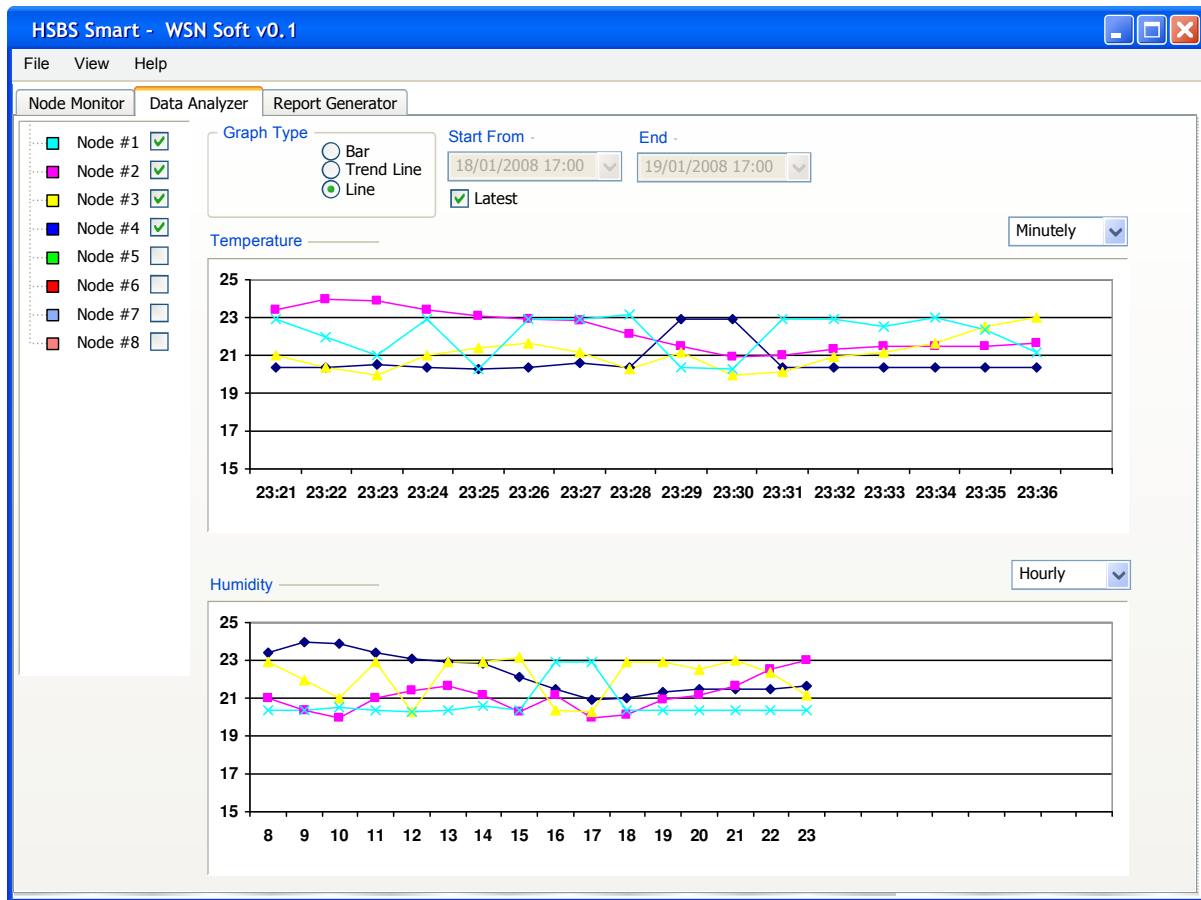 HSBS Smart - WSN Soft v0.1
File View Help
Node Monitor Data Analyzer Report Generator
Node #1
Node #2
Node #3
Node #4
Node #5
Node #6
Node #7
Node #8
Graph Type
Bar
Trend Line
Line
Start From -
18/01/2008 17:00
Latest
End -
19/01/2008 17:00
Temperature
Minutely
25
23
21
19
17
15
23:21 23:22 23:23 23:24 23:25 23:26 23:27 23:28 23:29 23:30 23:31 23:32 23:33 23:34 23:35 23:36
Humidity
Hourly
25
23
21
19
17
15
8 9 10 11 12 13 14 15 16 17 18 19 20 21 22 23